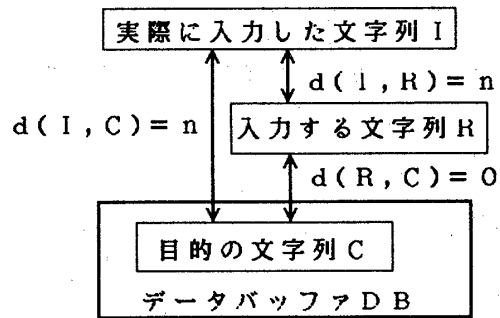 実際に入力した文字列I
d(I,R)=n
d(I,C)=n
入力する文字列R
d(R,C)=0
目的の文字列C
データバッファDB